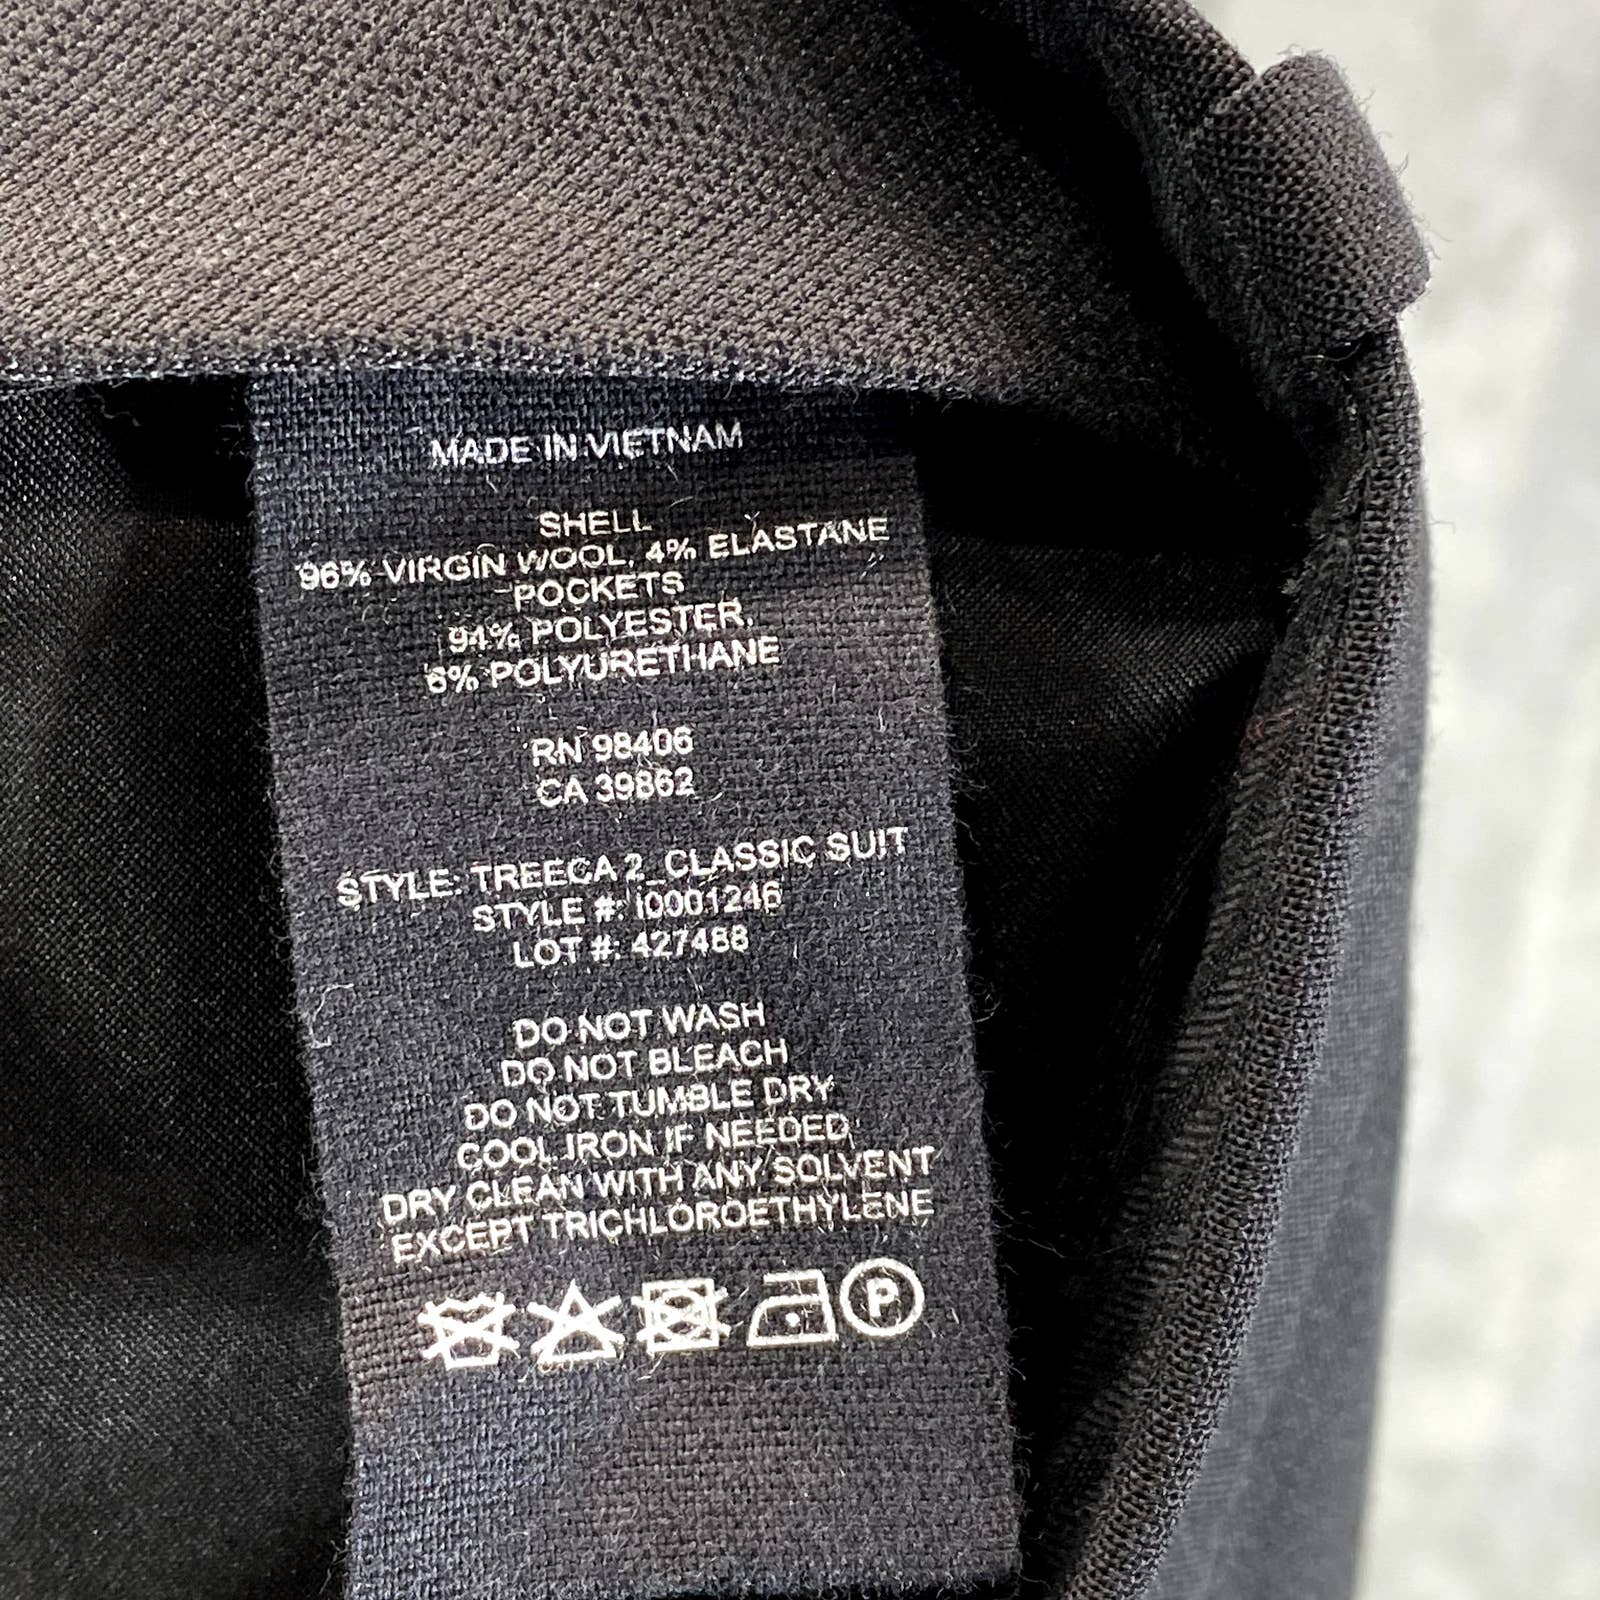 MADE IN VIETNAM
SHELL
96% VIRGIN WOOL, 4% ELASTANE
POCKETS
94% POLYESTER,
6% POLYURETHANE
RN 98406
CA 39862
STYLE: TREECA 2_CLASSIC SUIT
STYLE #: i0001246
LOT #: 427488
DO NOT WASH
DO NOT BLEACH
DO NOT TUMBLE DRY
COOL IRON IF NEEDED
DRY CLEAN WITH ANY SOLVENT
EXCEPT TRICHLOROETHYLENE
P